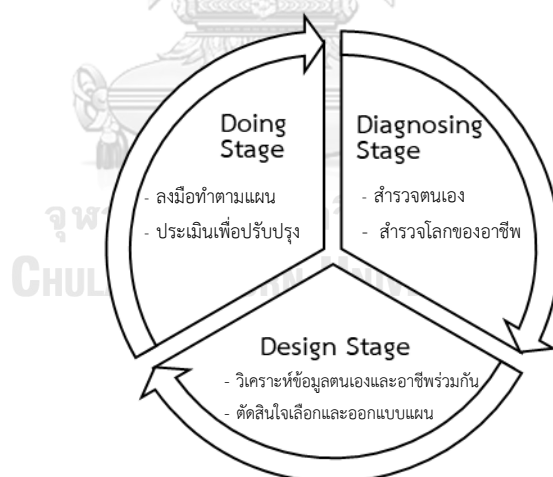 Doing
Stage
- ลงมือทำตามแผน
- ประเมินเพื่อปรับปรุง
Diagnosing
Stage
- สำรวจตนเอง
- สำรวจโลกของอาชีพ
Design Stage
- วิเคราะห์ข้อมูลตนเองและอาชีพร่วมกัน
- ตัดสินใจเลือกและออกแบบแผน